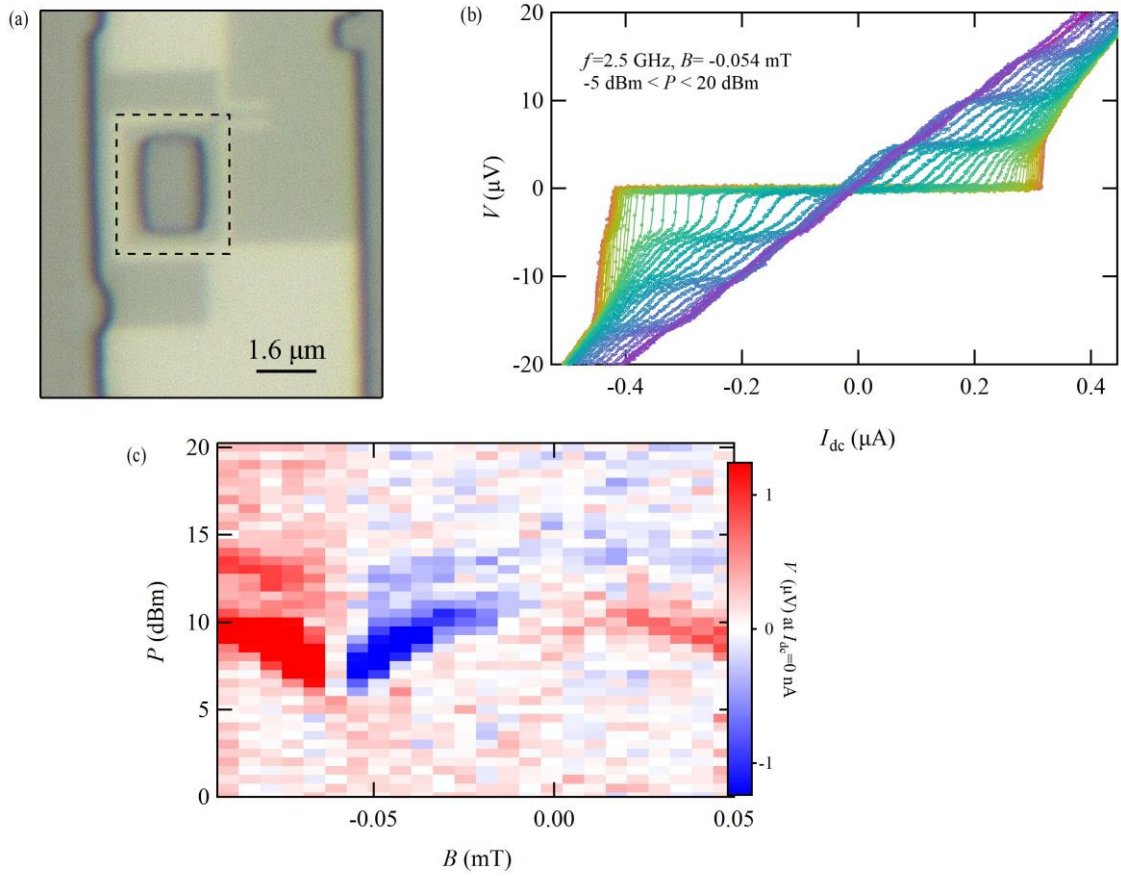 (a)
1.6 μm
(b)
20
10
0
-10
-20
V (μV)
f=2.5 GHz, B= -0.054 mT
-5 dBm < P < 20 dBm
-0.4
-0.2
0.0
0.2
0.4
I_dc (μA)
(c)
20
15
10
5
0
P (dBm)
-0.05
0.00
0.05
B (mT)
1
0
-1
V (μV) at I_dc=0 nA